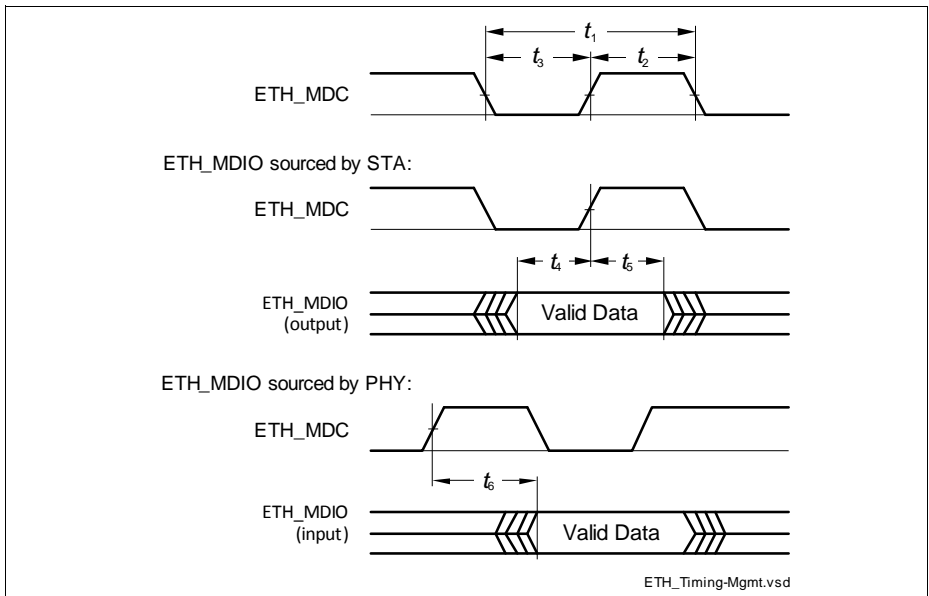 t1
t3 t2
ETH_MDC
ETH_MDIO sourced by STA:
ETH_MDC
t4 t5
ETH_MDIO
(output)
Valid Data
ETH_MDIO sourced by PHY:
ETH_MDC
t6
ETH_MDIO
(input)
Valid Data
ETH_Timing-Mgmt.vsd